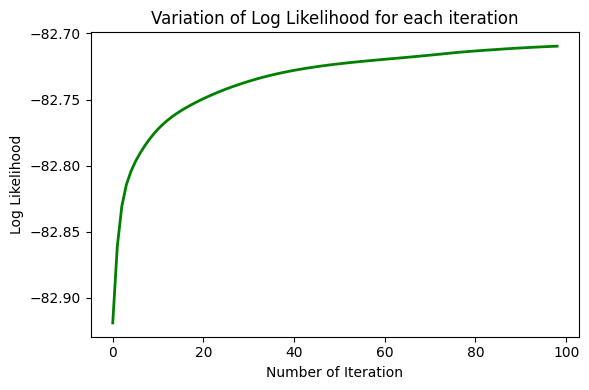 Variation of Log Likelihood for each iteration
−82.70
−82.75
−82.80
−82.85
−82.90
Log Likelihood
0 20 40 60 80 100
Number of Iteration